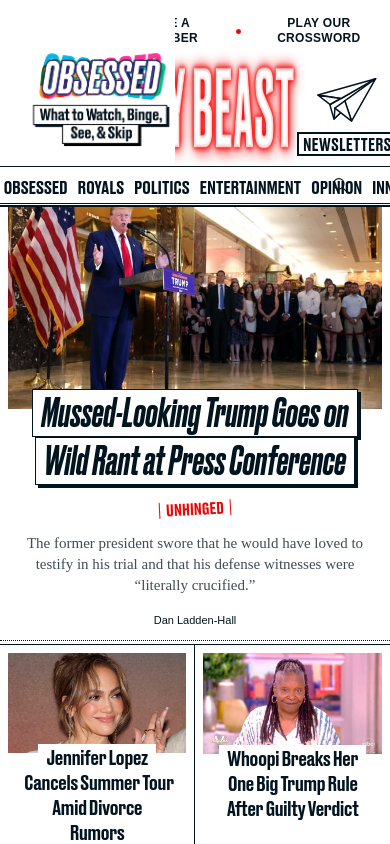 E A
BER
PLAY OUR
CROSSWORD
OBSESSED
What to Watch, Binge,
See, & Skip
Y BEAST
NEWSLETTERS
OBSESSED ROYALS POLITICS ENTERTAINMENT OPINION INN
TRUMP
Mussed-Looking Trump Goes on
Wild Rant at Press Conference
UNHINGED
The former president swore that he would have loved to
testify in his trial and that his defense witnesses were
“literally crucified.”
Dan Ladden-Hall
Jennifer Lopez
Cancels Summer Tour
Amid Divorce
Rumors
Whoopi Breaks Her
One Big Trump Rule
After Guilty Verdict